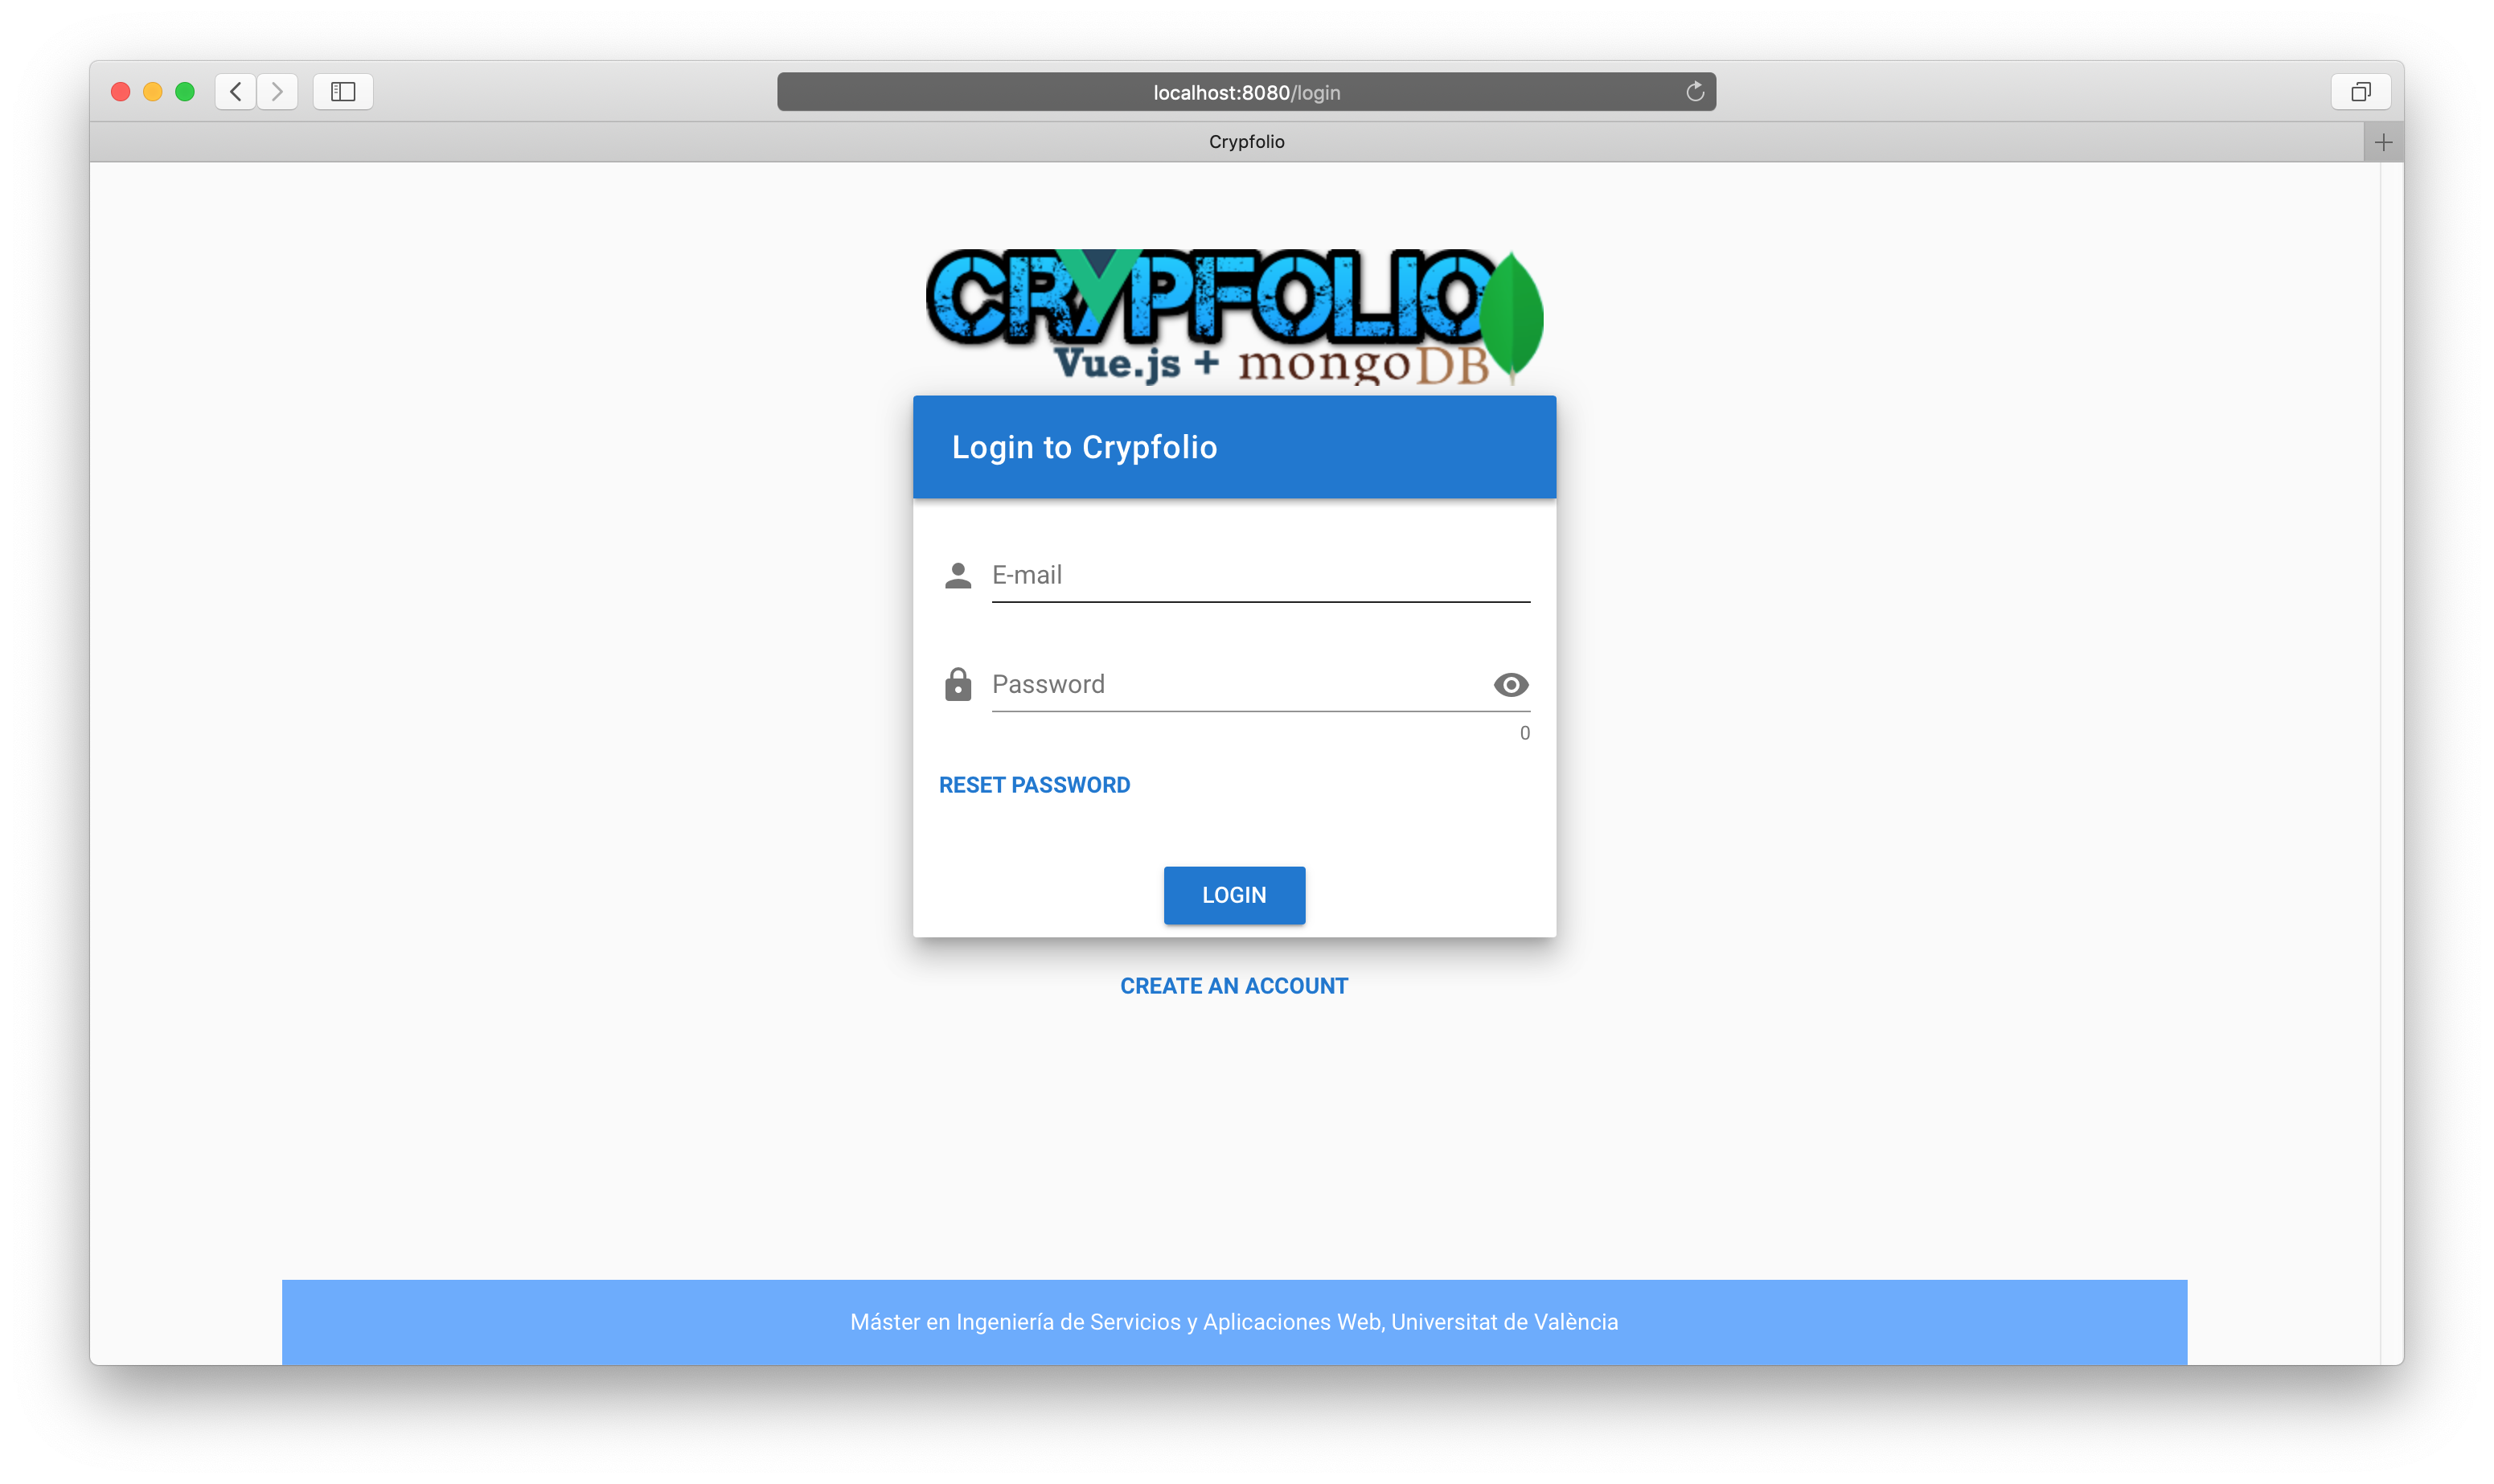 localhost:8080/login
Crypfolio
CRYPFOLIO
Vue.js + mongoDB
Login to Crypfolio
E-mail
Password
0
RESET PASSWORD
LOGIN
CREATE AN ACCOUNT
Máster en Ingeniería de Servicios y Aplicaciones Web, Universitat de València